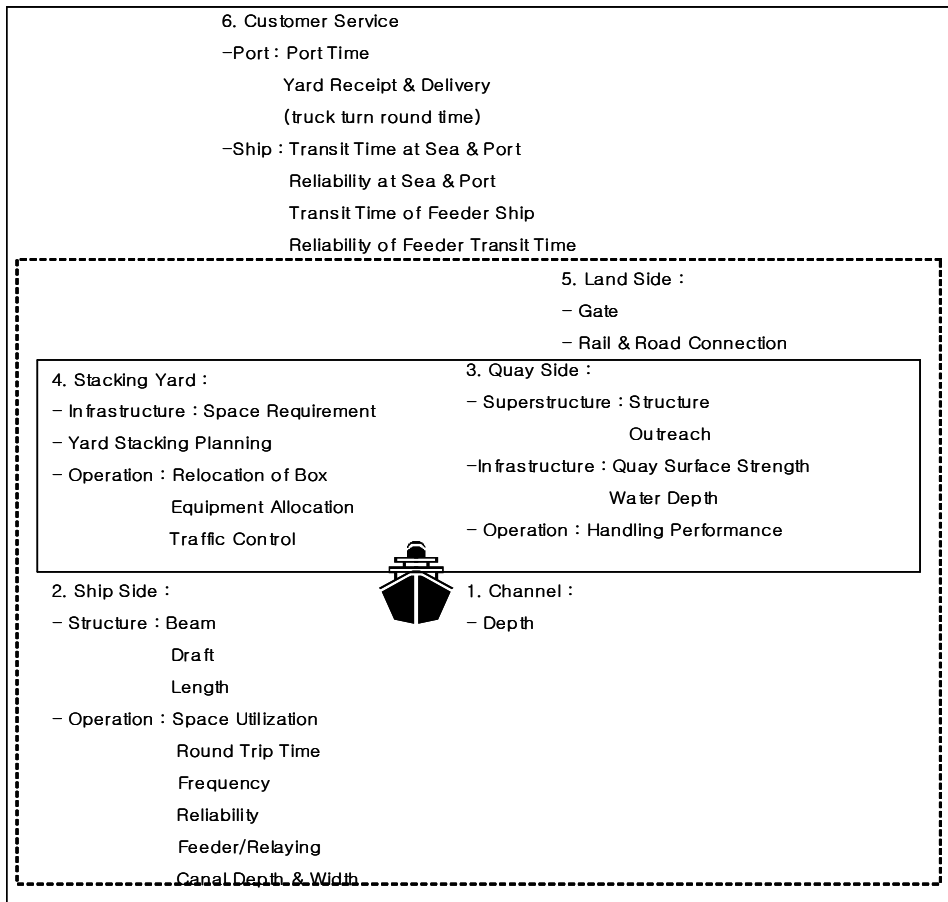 6. Customer Service
-Port : Port Time
Yard Receipt & Delivery
(truck turn round time)
-Ship : Transit Time at Sea & Port
Reliability at Sea & Port
Transit Time of Feeder Ship
Reliability of Feeder Transit Time
5. Land Side :
- Gate
- Rail & Road Connection
4. Stacking Yard :
- Infrastructure : Space Requirement
- Yard Stacking Planning
- Operation : Relocation of Box
Equipment Allocation
Traffic Control
3. Quay Side :
- Superstructure : Structure
Outreach
-Infrastructure : Quay Surface Strength
Water Depth
- Operation : Handling Performance
2. Ship Side :
- Structure : Beam
Draft
Length
- Operation : Space Utilization
Round Trip Time
Frequency
Reliability
Feeder/Relaying
Canal Depth & Width
1. Channel :
- Depth